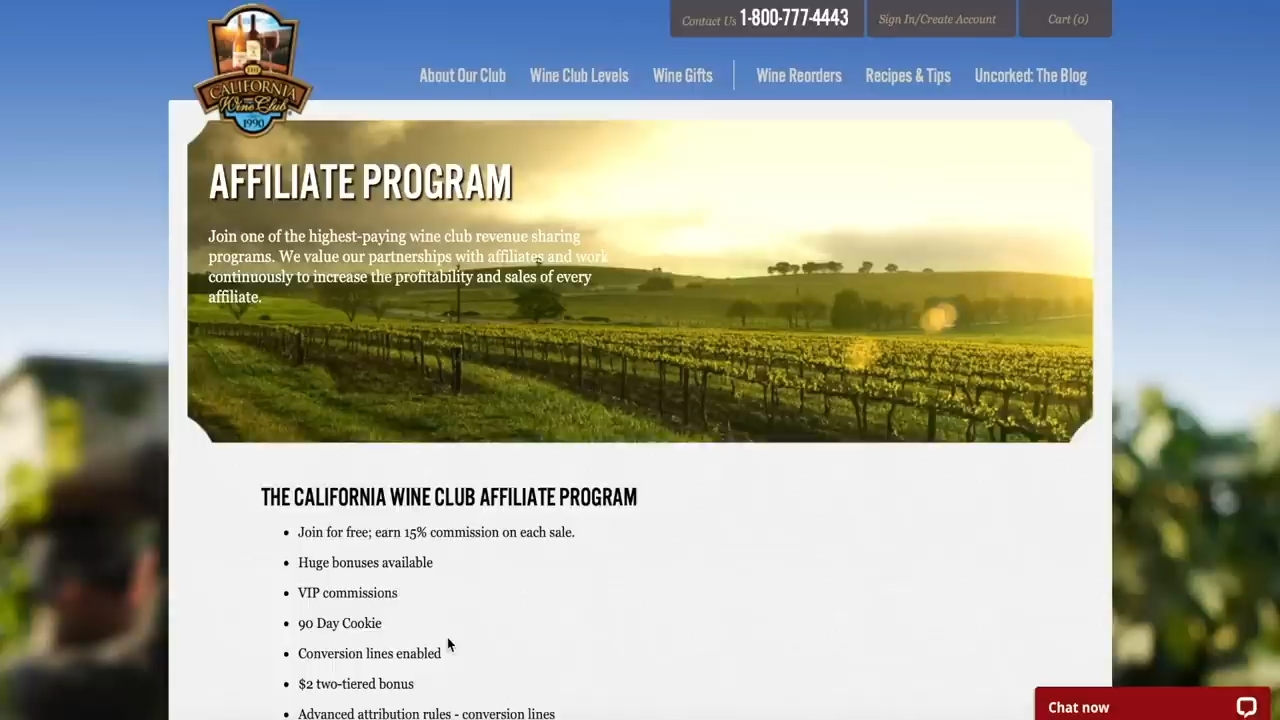 Contact Us 1-800-777-4443
Sign In/Create Account
Cart (0)
THE
CALIFORNIA
Wine Club
1990
About Our Club
Wine Club Levels
Wine Gifts
Wine Reorders
Recipes & Tips
Uncorked: The Blog
AFFILIATE PROGRAM
Join one of the highest-paying wine club revenue sharing
programs. We value our partnerships with affiliates and work
continuously to increase the profitability and sales of every
affiliate.
THE CALIFORNIA WINE CLUB AFFILIATE PROGRAM
• Join for free; earn 15% commission on each sale.
• Huge bonuses available
• VIP commissions
• 90 Day Cookie
• Conversion lines enabled
• $2 two-tiered bonus
• Advanced attribution rules - conversion lines
Chat now